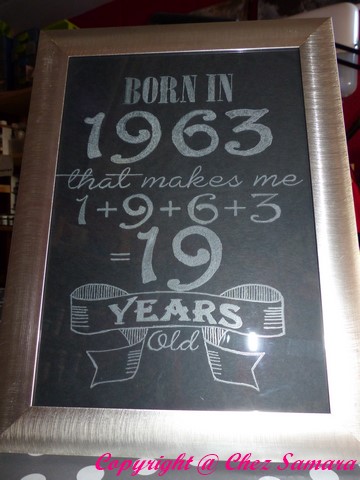 BORN IN
1963
that makes me
1+9+6+3
=19
YEARS
Old
Copyright @ Chez Samara